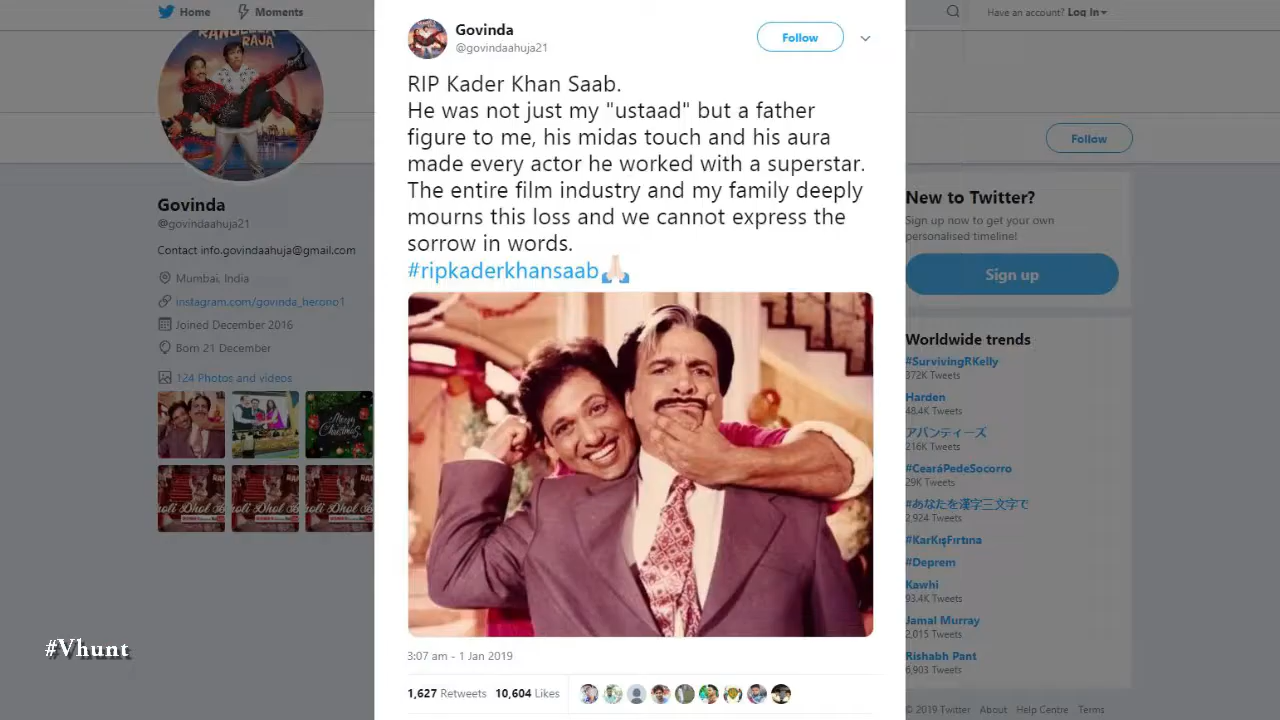 Home
Moments
Have an account? Log in
RANGEELA
RAJA
Govinda
@govindaahuja21
Contact info.govindaahuja@gmail.com
Mumbai, India
instagram.com/govinda_herono1
Joined December 2016
Born 21 December
124 Photos and videos
Merry
Christmas
#Vhunt
Govinda
@govindaahuja21
Follow
RIP Kader Khan Saab.
He was not just my "ustaad" but a father
figure to me, his midas touch and his aura
made every actor he worked with a superstar.
The entire film industry and my family deeply
mourns this loss and we cannot express the
sorrow in words.
#ripkaderkhansaab🙏🏻
3:07 am - 1 Jan 2019
1,627 Retweets 10,604 Likes
Follow
New to Twitter?
Sign up now to get your own
personalised timeline!
Sign up
Worldwide trends
#SurvivingRKelly
372K Tweets
Harden
48.4K Tweets
アバンティーズ
216K Tweets
#CearáPedeSocorro
29K Tweets
#あなたを漢字三文字で
2,924 Tweets
#KarKışFırtına
#Deprem
Kawhi
93.4K Tweets
Jamal Murray
2,015 Tweets
Rishabh Pant
6,903 Tweets
© 2019 Twitter About Help Centre Terms